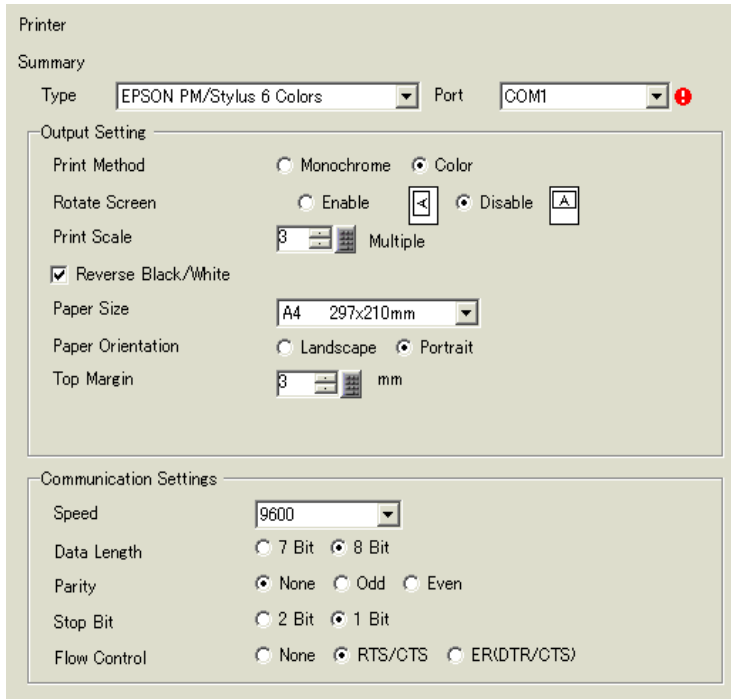 Printer
Summary
Type EPSON PM/Stylus 6 Colors Port COM1
Output Setting
Print Method Monochrome Color
Rotate Screen Enable A Disable A
Print Scale 3 Multiple
Reverse Black/White
Paper Size A4 297x210mm
Paper Orientation Landscape Portrait
Top Margin 3 mm
Communication Settings
Speed 9600
Data Length 7 Bit 8 Bit
Parity None Odd Even
Stop Bit 2 Bit 1 Bit
Flow Control None RTS/CTS ER(DTR/CTS)